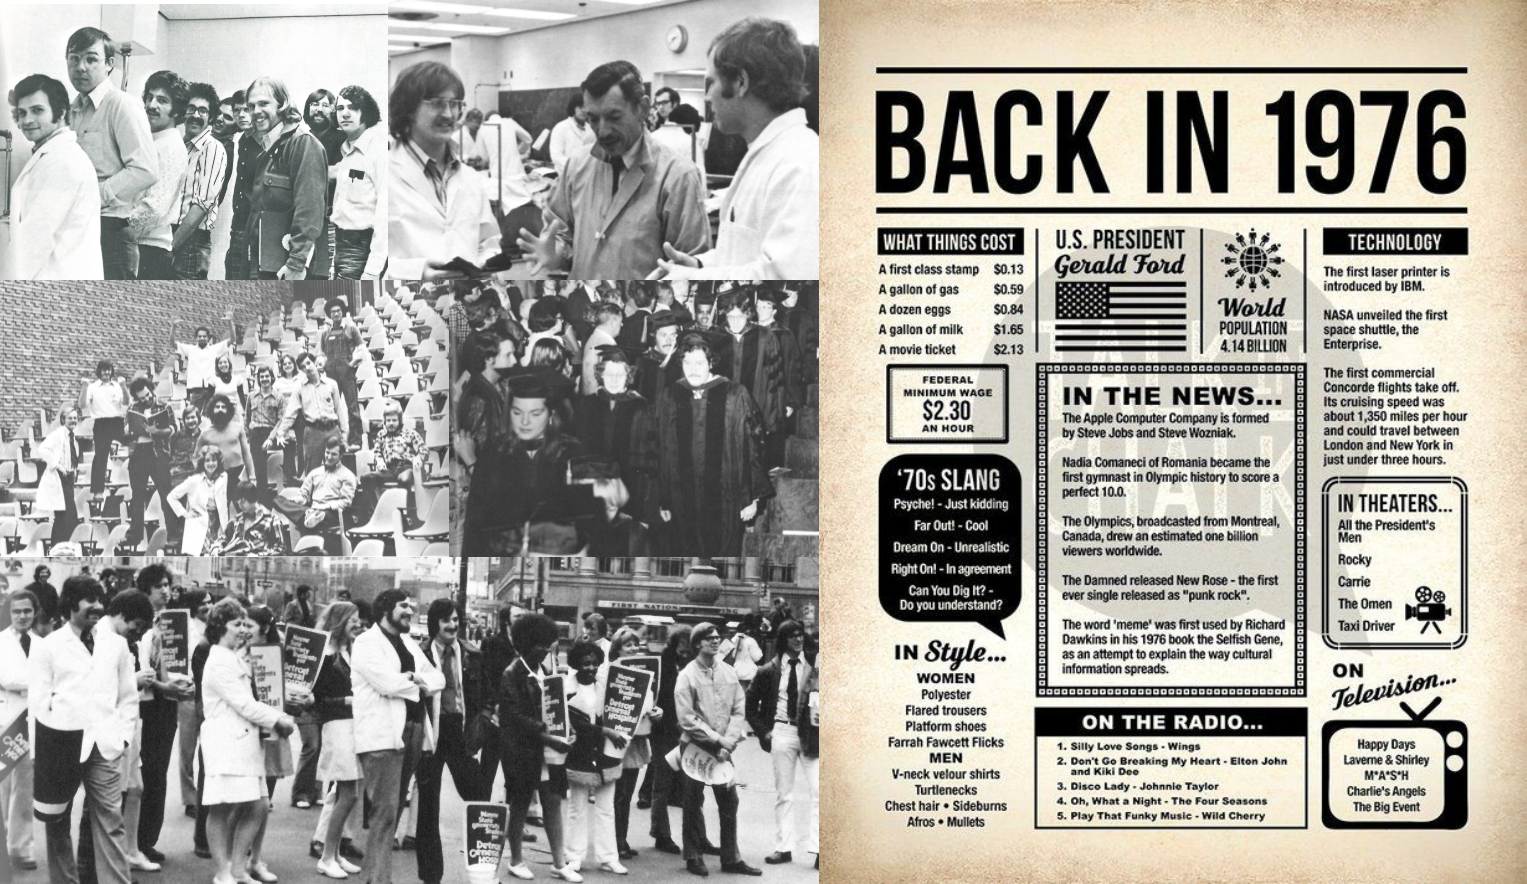 BACK IN 1976
WHAT THINGS COST
A first class stamp $0.13
A gallon of gas $0.59
A dozen eggs $0.84
A gallon of milk $1.65
A movie ticket $2.13
FEDERAL
MINIMUM WAGE
$2.30
AN HOUR
'70s SLANG
Psyche! - Just kidding
Far Out! - Cool
Dream On - Unrealistic
Right On! - In agreement
Can You Dig It? -
Do you understand?
IN Style...
WOMEN
Polyester
Flared trousers
Platform shoes
Farrah Fawcett Flicks
MEN
V-neck velour shirts
Turtlenecks
Chest hair • Sideburns
Afros • Mullets
U.S. PRESIDENT
Gerald Ford
World
POPULATION
4.14 BILLION
IN THE NEWS...
The Apple Computer Company is formed
by Steve Jobs and Steve Wozniak.
Nadia Comaneci of Romania became the
first gymnast in Olympic history to score a
perfect 10.0.
The Olympics, broadcasted from Montreal,
Canada, drew an estimated one billion
viewers worldwide.
The Damned released New Rose - the first
ever single released as "punk rock".
The word 'meme' was first used by Richard
Dawkins in his 1976 book the Selfish Gene,
as an attempt to explain the way cultural
information spreads.
ON THE RADIO...
1. Silly Love Songs - Wings
2. Don't Go Breaking My Heart - Elton John
and Kiki Dee
3. Disco Lady - Johnnie Taylor
4. Oh, What a Night - The Four Seasons
5. Play That Funky Music - Wild Cherry
TECHNOLOGY
The first laser printer is
introduced by IBM.
NASA unveiled the first
space shuttle, the
Enterprise.
The first commercial
Concorde flights take off.
Its cruising speed was
about 1,350 miles per hour
and could travel between
London and New York in
just under three hours.
IN THEATERS...
All the President's
Men
Rocky
Carrie
The Omen
Taxi Driver
ON
Television...
Happy Days
Laverne & Shirley
M*A*S*H
Charlie's Angels
The Big Event
TALK
CHALK
FIRST
Wayne
State
University
Students
for
Detroit
General
Hospital